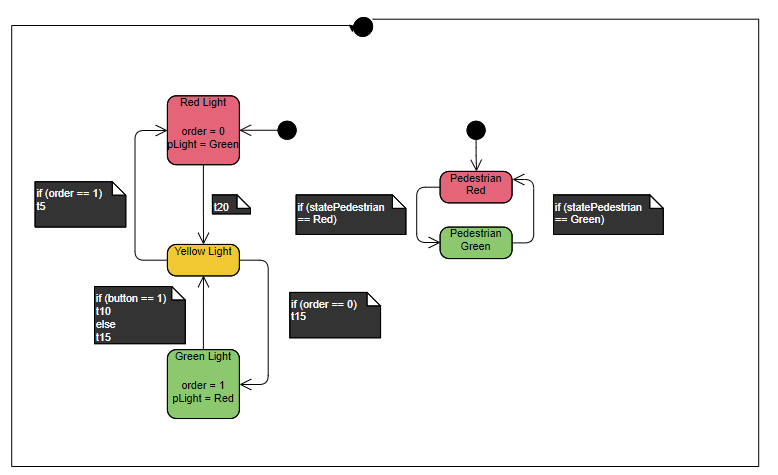 Red Light
order = 0
pLight = Green
if (order == 1)
t5
t20
Yellow Light
if (button == 1)
t10
else
t15
if (order == 0)
t15
Green Light
order = 1
pLight = Red
Pedestrian
Red
if (statePedestrian
== Red)
if (statePedestrian
== Green)
Pedestrian
Green